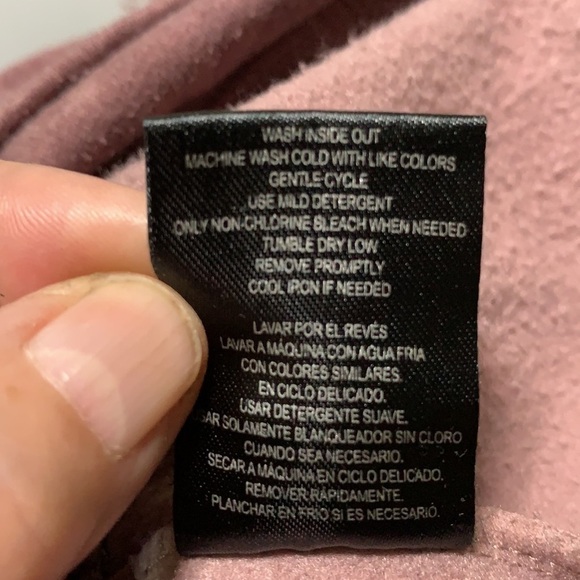 WASH INSIDE OUT
MACHINE WASH COLD WITH LIKE COLORS
GENTLE CYCLE
USE MILD DETERGENT
ONLY NON-CHLORINE BLEACH WHEN NEEDED
TUMBLE DRY LOW
REMOVE PROMPTLY
COOL IRON IF NEEDED
LAVAR POR EL REVÉS
LAVAR A MÁQUINA CON AGUA FRIA
CON COLORES SIMILARES.
EN CICLO DELICADO.
USAR DETERGENTE SUAVE.
AR SOLAMENTE BLANQUEADOR SIN CLORO
CUANDO SEA NECESARIO.
SECAR A MÁQUINA EN CICLO DELICADO.
REMOVER RÁPIDAMENTE.
PLANCHAR EN FRÍO SI ES NECESARIO.